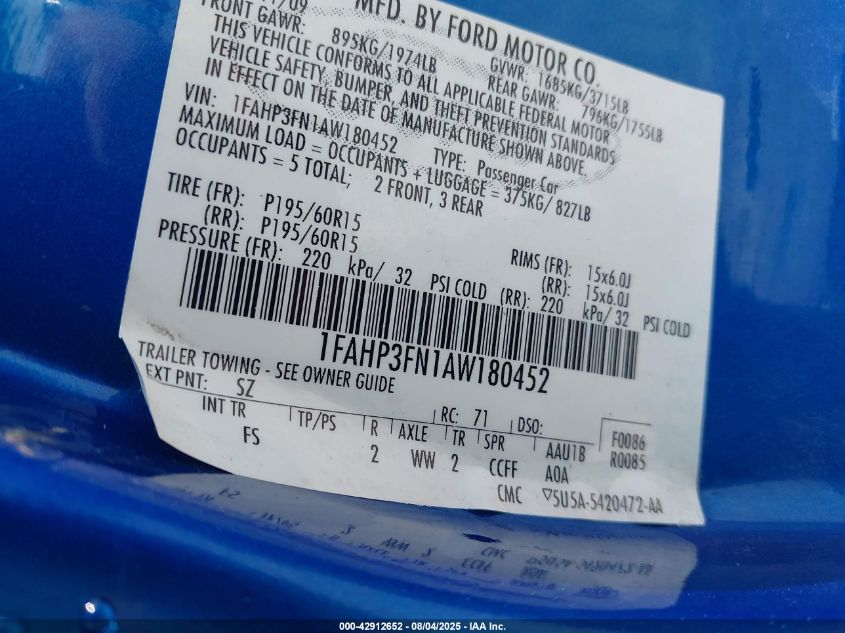 /09
MFD. BY FORD MOTOR CO.
FRONT GAWR: 895KG/1974LB GVWR: 1685KG/3715LB
REAR GAWR: 796KG/1755LB
THIS VEHICLE CONFORMS TO ALL APPLICABLE FEDERAL MOTOR
VEHICLE SAFETY, BUMPER, AND THEFT PREVENTION STANDARDS
IN EFFECT ON THE DATE OF MANUFACTURE SHOWN ABOVE.
VIN: 1FAHP3FN1AW180452 TYPE: Passenger Car
MAXIMUM LOAD = OCCUPANTS + LUGGAGE = 375KG/ 827LB
OCCUPANTS = 5 TOTAL; 2 FRONT, 3 REAR
TIRE (FR): P195/60R15 RIMS (FR): 15x6.0J
(RR): P195/60R15 (RR): 15x6.0J
PRESSURE (FR): 220 kPa/ 32 PSI COLD (RR): 220 kPa/ 32 PSI COLD
1FAHP3FN1AW180452
TRAILER TOWING - SEE OWNER GUIDE
EXT PNT: SZ RC: 71 DSO:
INT TR TP/PS R AXLE TR SPR AAU1B F0086
FS 2 WW 2 CCFF A0A R0085
CMC ▽5U5A-5420472-AA
000-42912652 - 08/04/2025 - IAA Inc.